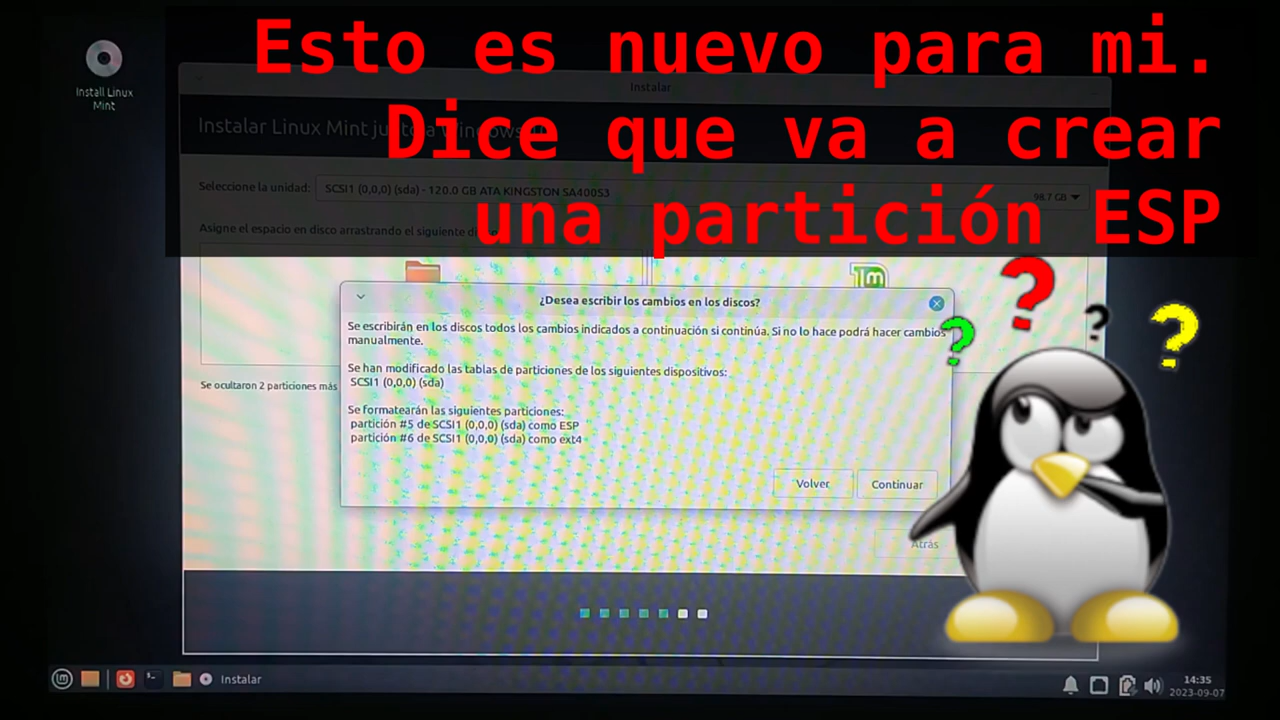 Esto es nuevo para mi.
Dice que va a crear
una partición ESP
Install Linux
Mint
Instalar
Instalar Linux Mint junto a Windows
Seleccione la unidad: SCSI1 (0,0,0) (sda) - 120.0 GB ATA KINGSTON SA400S3 98.7 GB
Asigne el espacio en disco arrastrando el siguiente
¿Desea escribir los cambios en los discos?
Se escribirán en los discos todos los cambios indicados a continuación si continúa. Si no lo hace podrá hacer cambios
manualmente.
Se han modificado las tablas de particiones de los siguientes dispositivos:
SCSI1 (0,0,0) (sda)
Se ocultaron 2 particiones más
Se formatearán las siguientes particiones:
partición #5 de SCSI1 (0,0,0) (sda) como ESP
partición #6 de SCSI1 (0,0,0) (sda) como ext4
Volver Continuar
Atrás
? ? ? ?
Instalar
14:35
2023-09-07